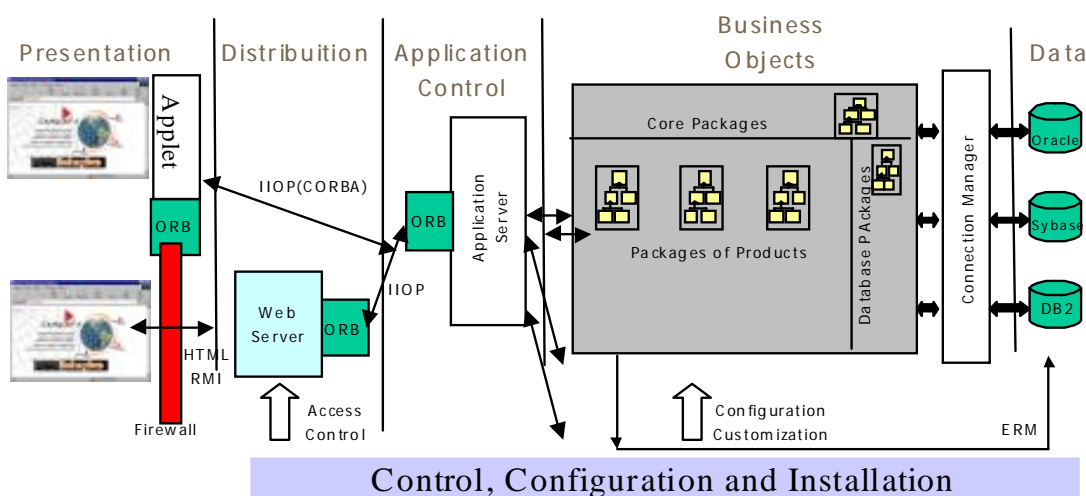 Presentation
Distribuition
Application
Control
Business
Objects
Data
Applet
ORB
IIOP(CORBA)
ORB
Application
Server
Core Packages
Packages of Products
Database PAckages
Connection Manager
Oracle
Sybase
DB2
Web
Server
ORB
IIOP
HTML
RMI
Firewall
Access
Control
Configuration
Customization
ERM
Control, Configuration and Installation